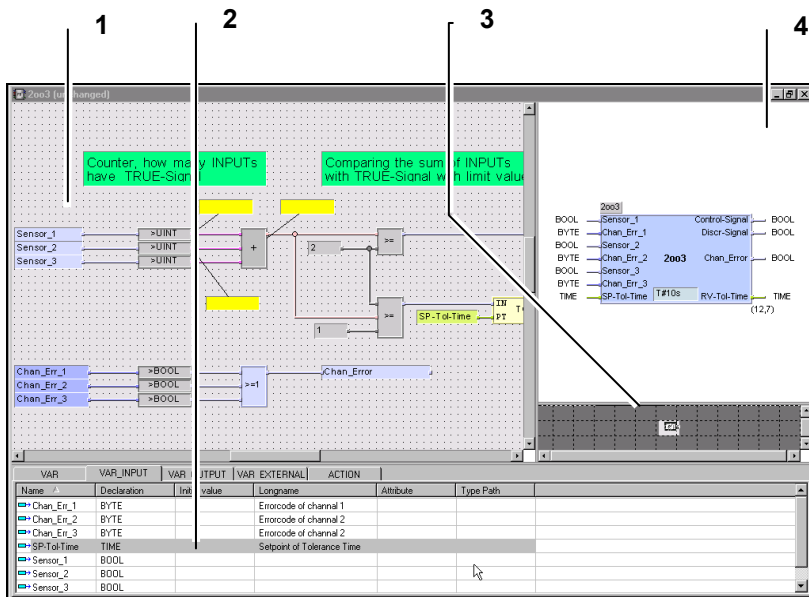 1
2
3
4
2oo3 (unchanged)
Counter, how many INPUTs
have TRUE-Signal
Comparing the sum of INPUTs
with TRUE-Signal with limit value
Sensor_1
Sensor_2
Sensor_3
>UINT
>UINT
>UINT
+
2
>=
>=
1
SP-Tol-Time
IN
PT
Chan_Err_1
Chan_Err_2
Chan_Err_3
>BOOL
>BOOL
>BOOL
>=1
Chan_Error
2oo3
BOOL Sensor_1 Control-Signal BOOL
BYTE Chan_Err_1 Discr-Signal BOOL
BOOL Sensor_2
BYTE Chan_Err_2 2oo3 Chan_Error BOOL
BOOL Sensor_3
BYTE Chan_Err_3
TIME SP-Tol-Time T#10s RV-Tol-Time TIME
(12,7)
VAR VAR_INPUT VAR_OUTPUT VAR_EXTERNAL ACTION
Name Declaration Initial value Longname Attribute Type Path
Chan_Err_1 BYTE Errorcode of channal 1
Chan_Err_2 BYTE Errorcode of channel 2
Chan_Err_3 BYTE Errorcode of channel 2
SP-Tol-Time TIME Setpoint of Tolerance Time
Sensor_1 BOOL
Sensor_2 BOOL
Sensor_3 BOOL